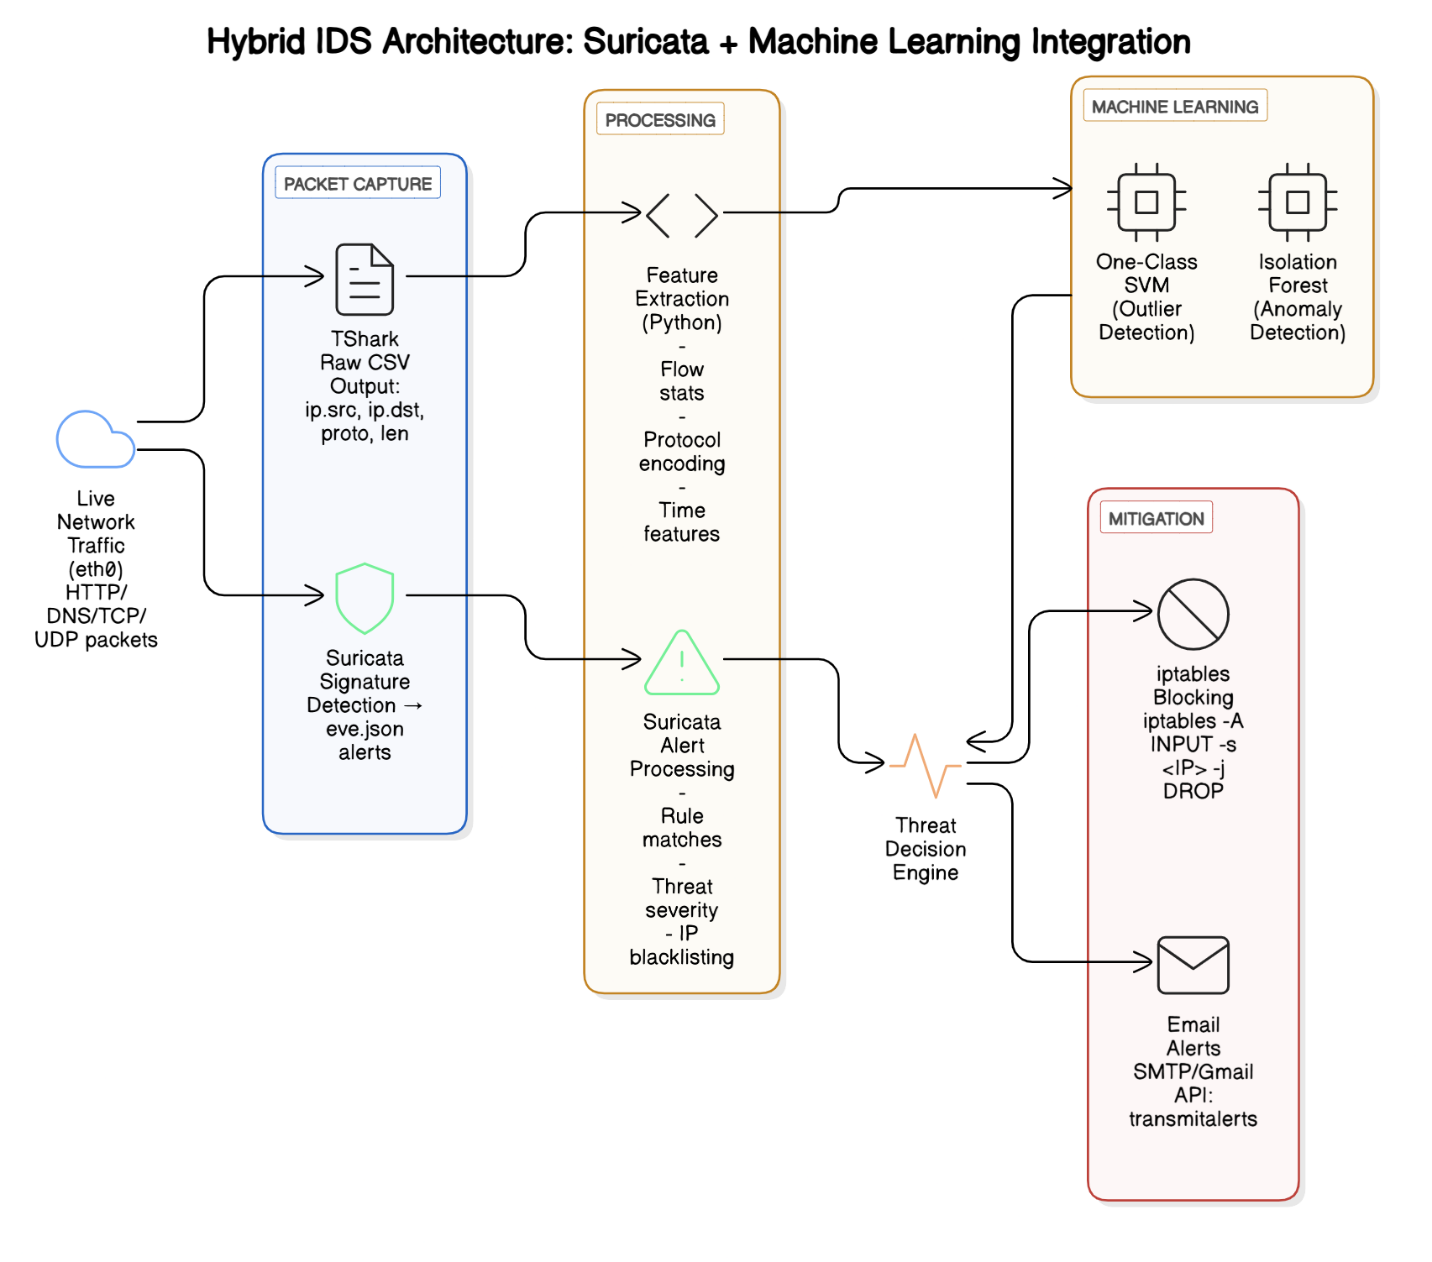 Hybrid IDS Architecture: Suricata + Machine Learning Integration
Live
Network
Traffic
(eth0)
HTTP/
DNS/TCP/
UDP packets
PACKET CAPTURE
TShark
Raw CSV
Output:
ip.src, ip.dst,
proto, len
Suricata
Signature
Detection →
eve.json
alerts
PROCESSING
Feature
Extraction
(Python)
-
Flow
stats
-
Protocol
encoding
-
Time
features
Suricata
Alert
Processing
-
Rule
matches
-
Threat
severity
- IP
blacklisting
Threat
Decision
Engine
MACHINE LEARNING
One-Class
SVM
(Outlier
Detection)
Isolation
Forest
(Anomaly
Detection)
MITIGATION
iptables
Blocking
iptables -A
INPUT -s
<IP> -j
DROP
Email
Alerts
SMTP/Gmail
API:
transmitalerts